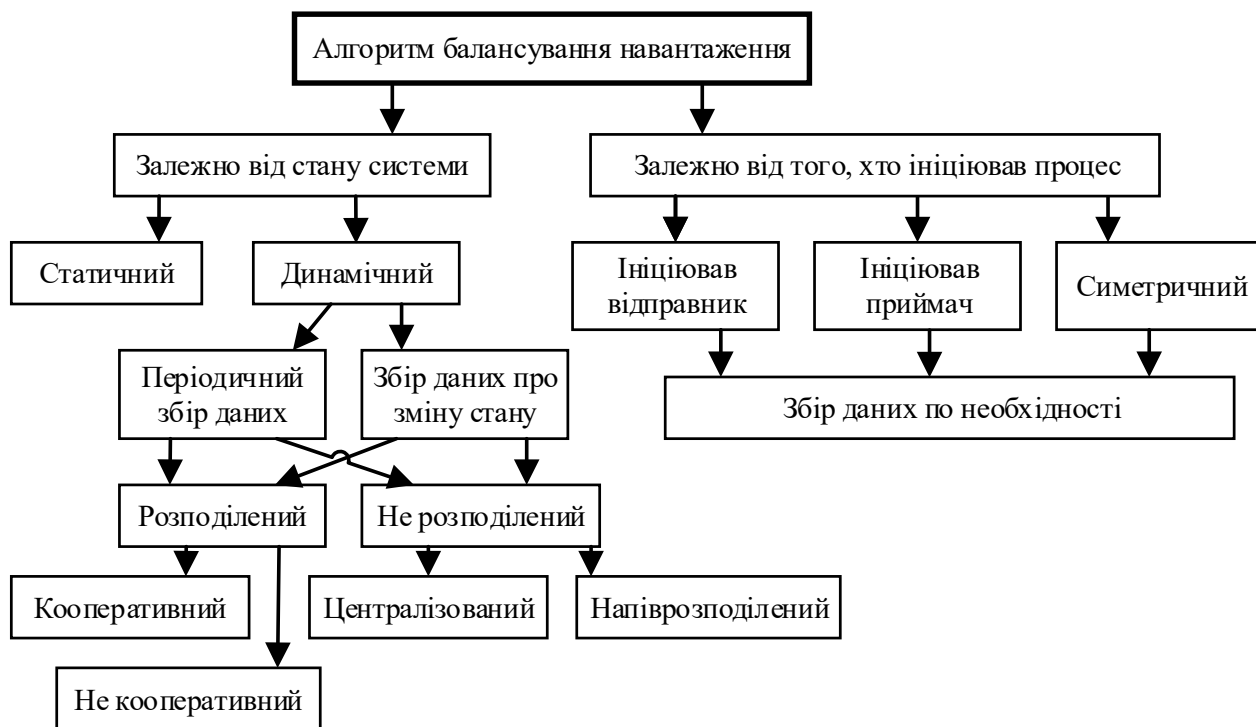 Алгоритм балансування навантаження
Залежно від стану системи
Залежно від того, хто ініціював процес
Статичний
Динамічний
Ініціював
відправник
Ініціював
приймач
Симетричний
Періодичний
збір даних
Збір даних про
зміну стану
Збір даних по необхідності
Розподілений
Не розподілений
Кооперативний
Централізований
Напіврозподілений
Не кооперативний